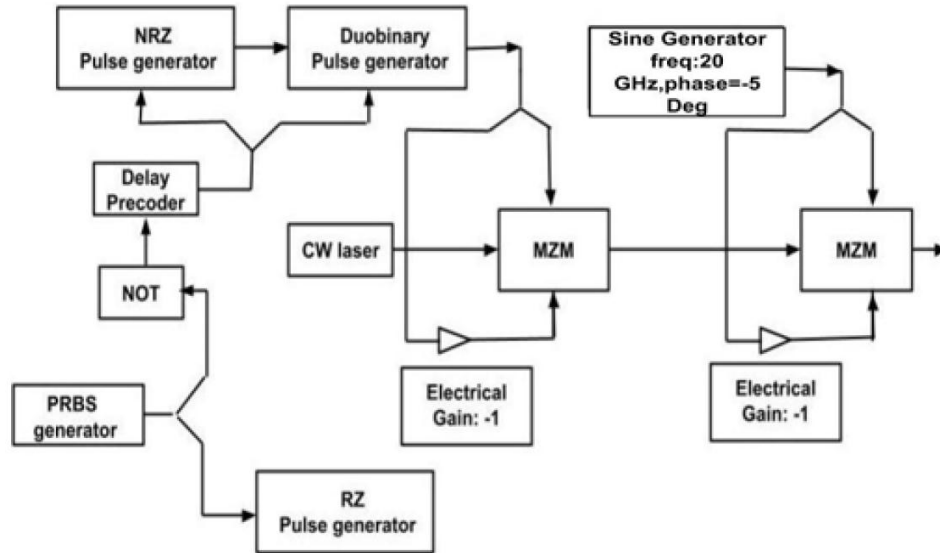 NRZ
Pulse generator
Duobinary
Pulse generator
Sine Generator
freq:20
GHz,phase=-5
Deg
Delay
Precoder
CW laser
MZM
MZM
NOT
PRBS
generator
Electrical
Gain: -1
Electrical
Gain: -1
RZ
Pulse generator